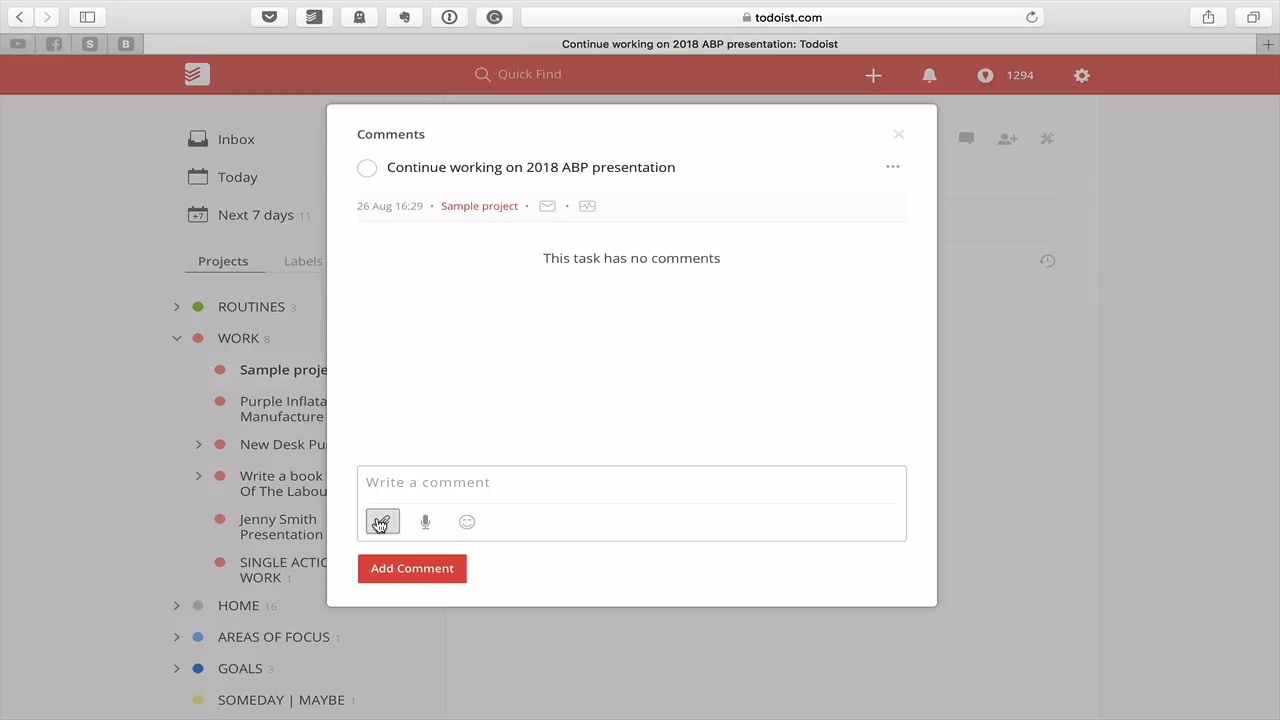 todoist.com
S
B
Continue working on 2018 ABP presentation: Todoist
Quick Find
1294
Inbox
Today
Next 7 days 11
Projects
Labels
ROUTINES 3
WORK 8
Sample proje
Purple Inflata
Manufacture
New Desk Pu
Write a book
Of The Labou
Jenny Smith
Presentation
SINGLE ACTIO
WORK 1
HOME 16
AREAS OF FOCUS 1
GOALS 3
SOMEDAY | MAYBE 1
Comments
Continue working on 2018 ABP presentation
26 Aug 16:29 • Sample project •
This task has no comments
Write a comment
Add Comment